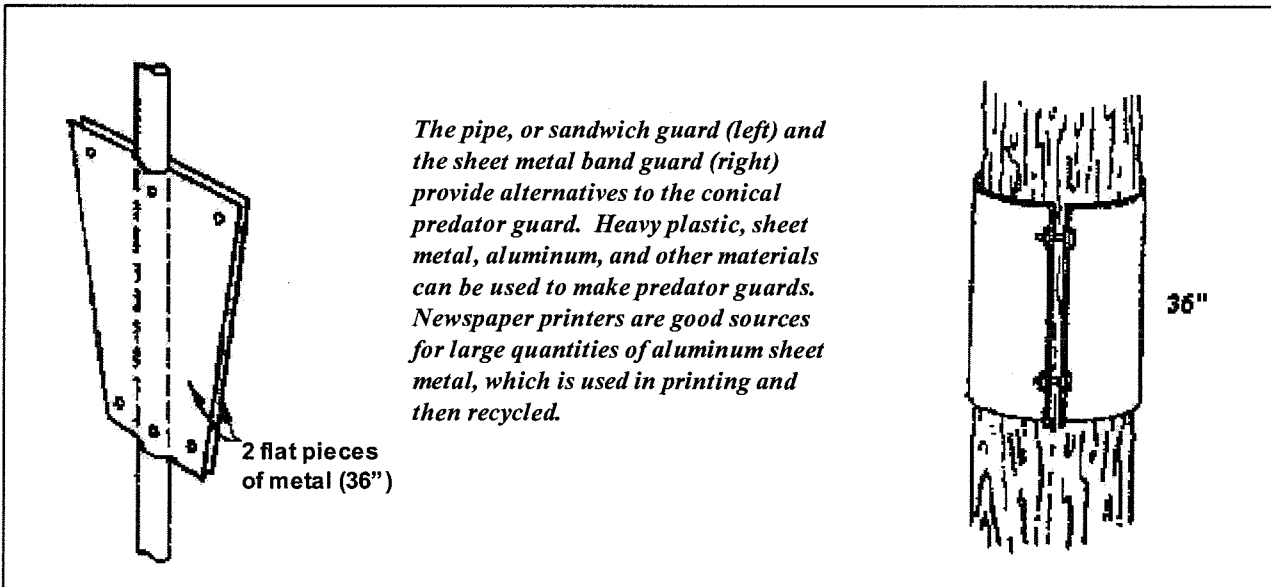 The pipe, or sandwich guard (left) and
the sheet metal band guard (right)
provide alternatives to the conical
predator guard. Heavy plastic, sheet
metal, aluminum, and other materials
can be used to make predator guards.
Newspaper printers are good sources
for large quantities of aluminum sheet
metal, which is used in printing and
then recycled.
2 flat pieces
of metal (36”)
36"